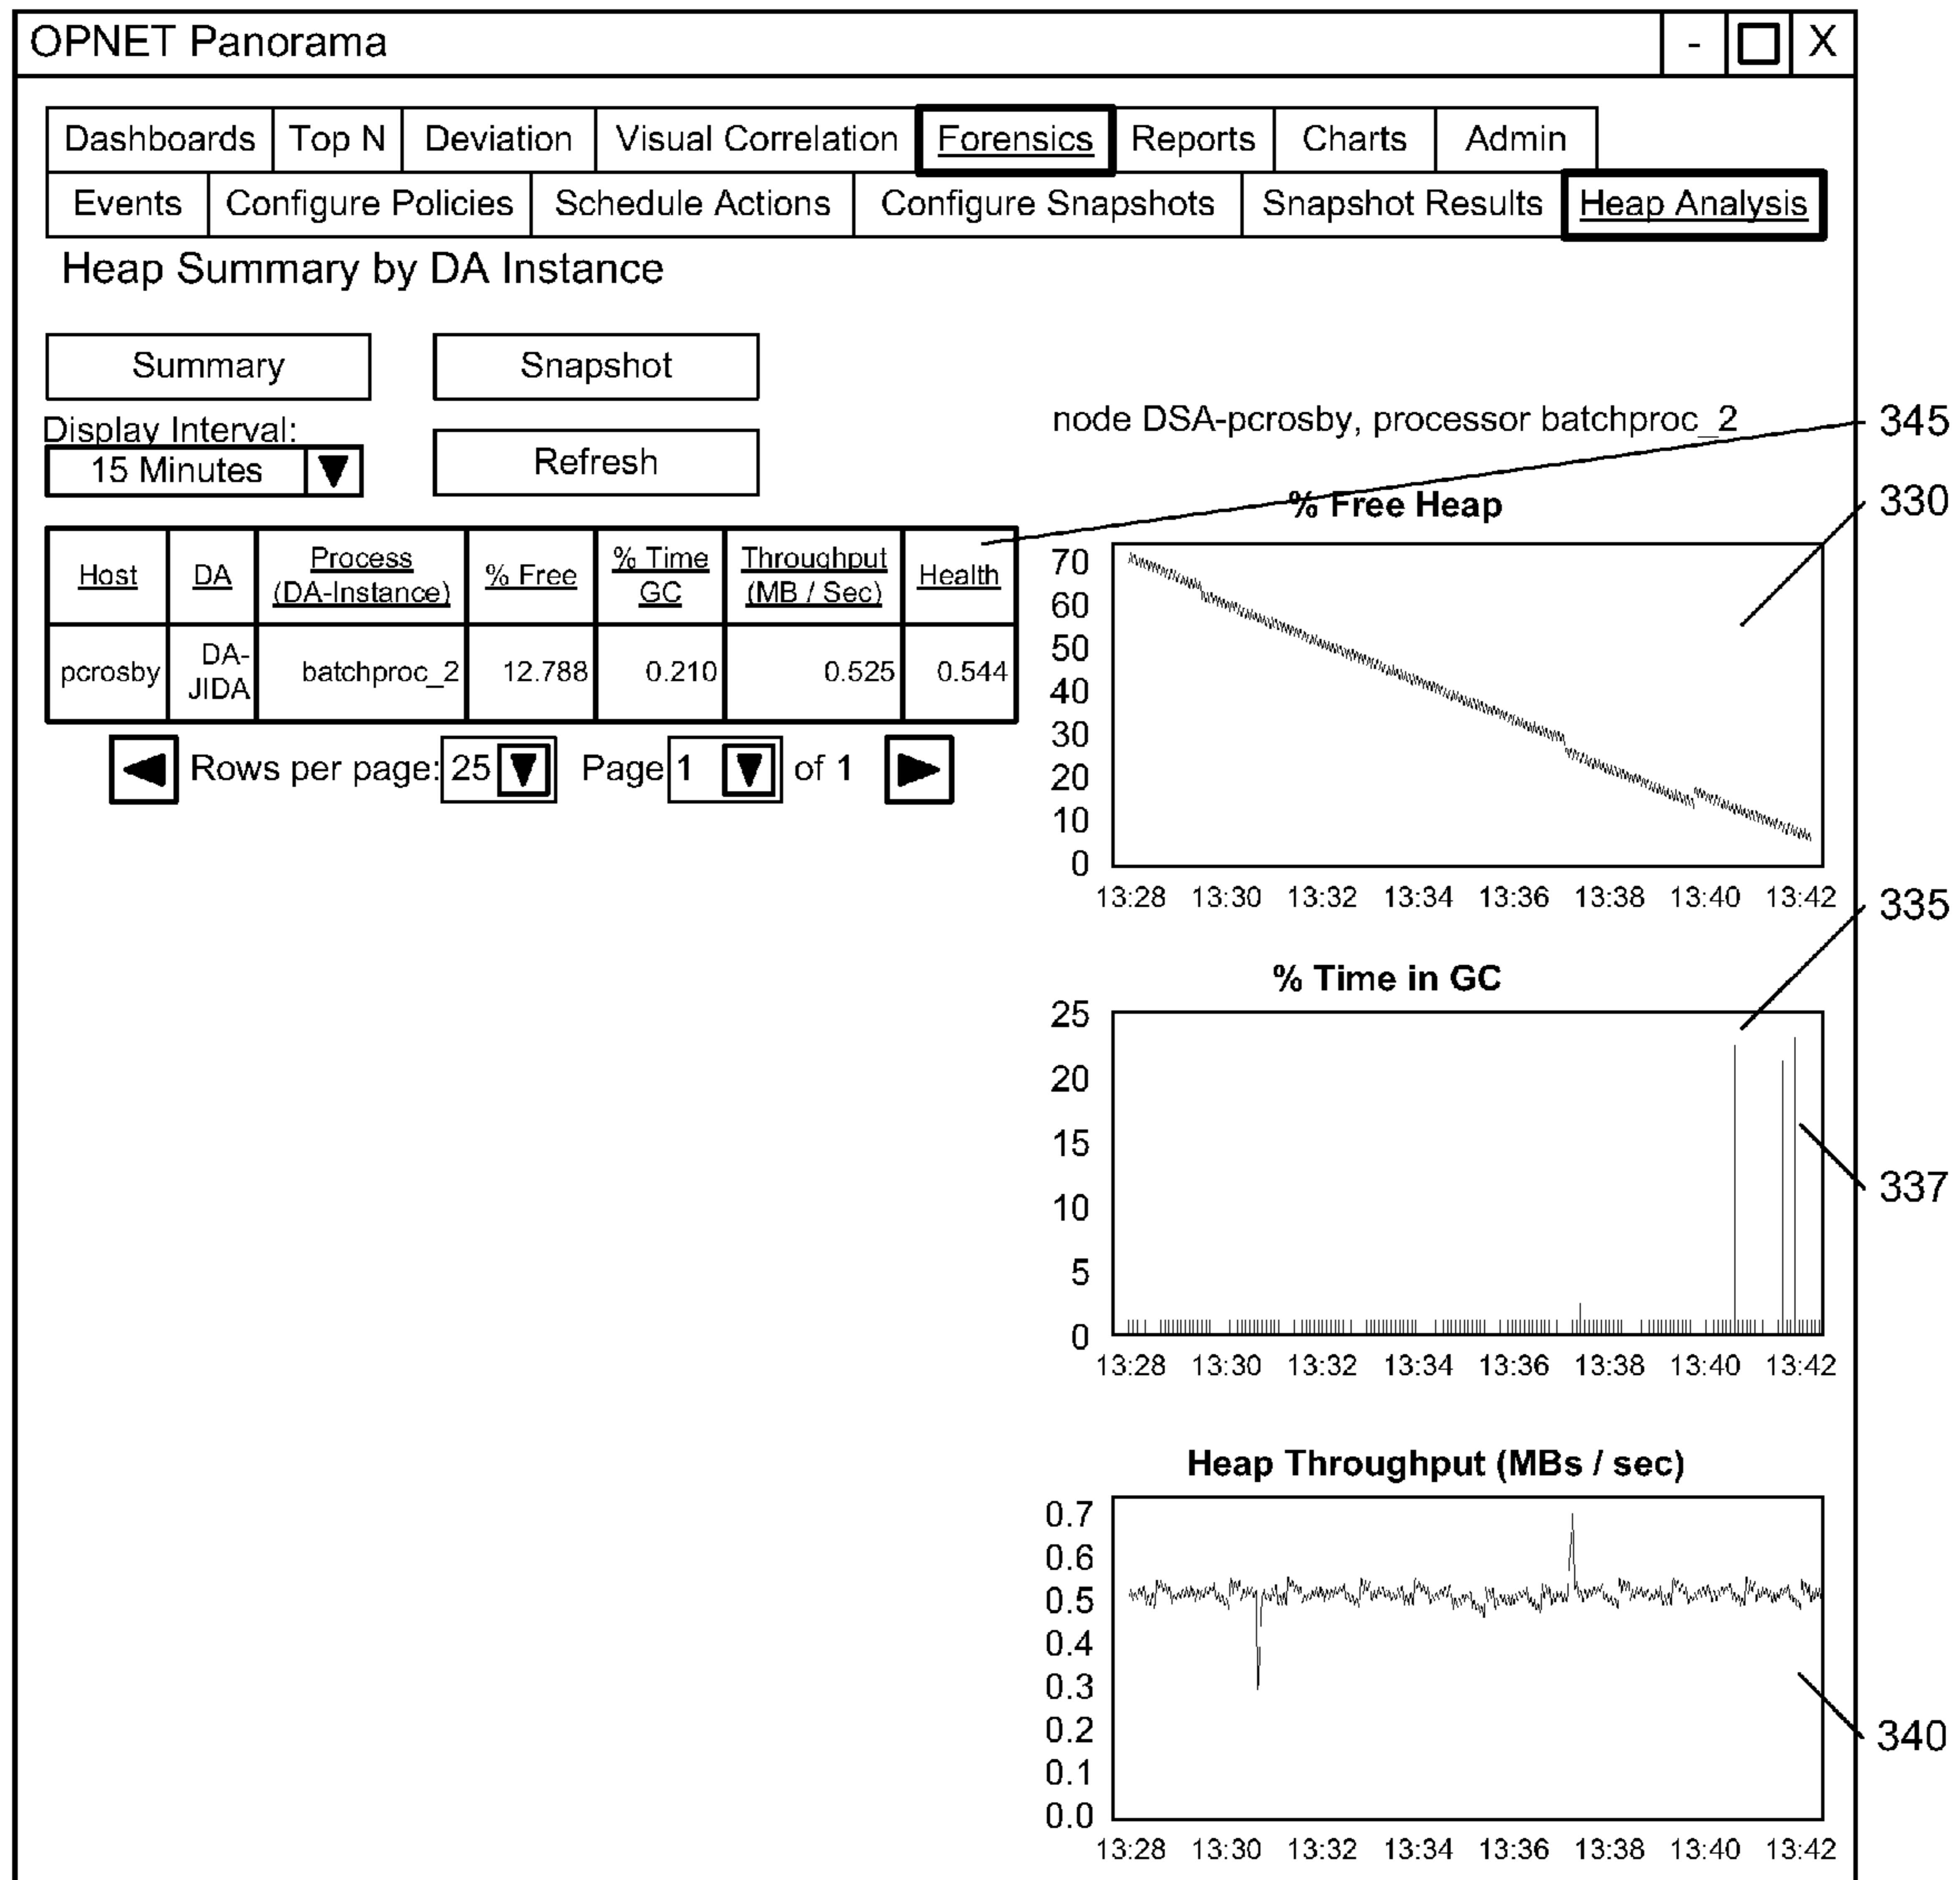 OPNET Panorama - X
Dashboards Top N Deviation Visual Correlation Forensics Reports Charts Admin
Events Configure Policies Schedule Actions Configure Snapshots Snapshot Results Heap Analysis
Heap Summary by DA Instance
Summary Snapshot
Display Interval:
15 Minutes Refresh
Host DA Process (DA-Instance) % Free % Time GC Throughput (MB / Sec) Health
pcrosby DA-JIDA batchproc_2 12.788 0.210 0.525 0.544
Rows per page: 25 Page 1 of 1
node DSA-pcrosby, processor batchproc_2
345
% Free Heap
330
70
60
50
40
30
20
10
0
13:28 13:30 13:32 13:34 13:36 13:38 13:40 13:42
335
% Time in GC
25
20
15
10
5
0
337
13:28 13:30 13:32 13:34 13:36 13:38 13:40 13:42
Heap Throughput (MBs / sec)
0.7
0.6
0.5
0.4
0.3
0.2
0.1
0.0
340
13:28 13:30 13:32 13:34 13:36 13:38 13:40 13:42